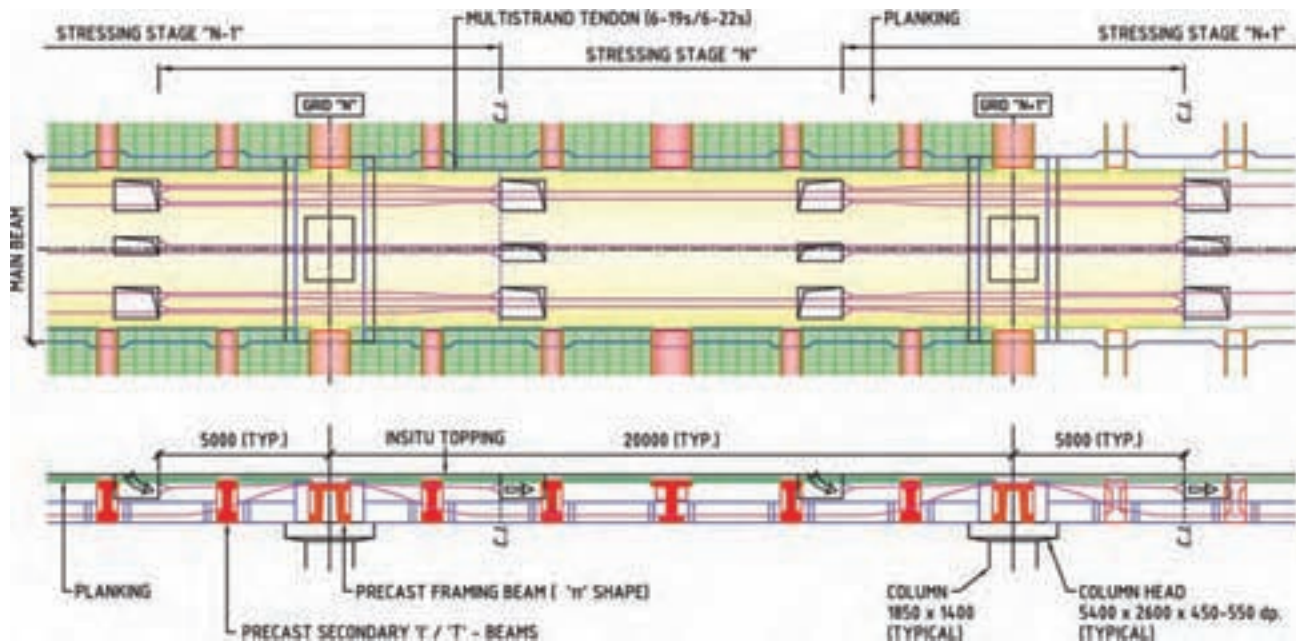 MULTISTRAND TENDON (6-19s/6-22s)
PLANKING
STRESSING STAGE "N-1"
STRESSING STAGE "N+1"
STRESSING STAGE "N"
GRID "N"
GRID "N+1"
MAIN BEAM
5000 (TYP.)
INSITU TOPPING
20000 (TYP.)
5000 (TYP.)
PLANKING
PRECAST FRAMING BEAM ( 'π' SHAPE)
PRECAST SECONDARY 'I' / 'T' - BEAMS
COLUMN
1850 x 1400
(TYPICAL)
COLUMN HEAD
5400 x 2600 x 450-550 dp.
(TYPICAL)